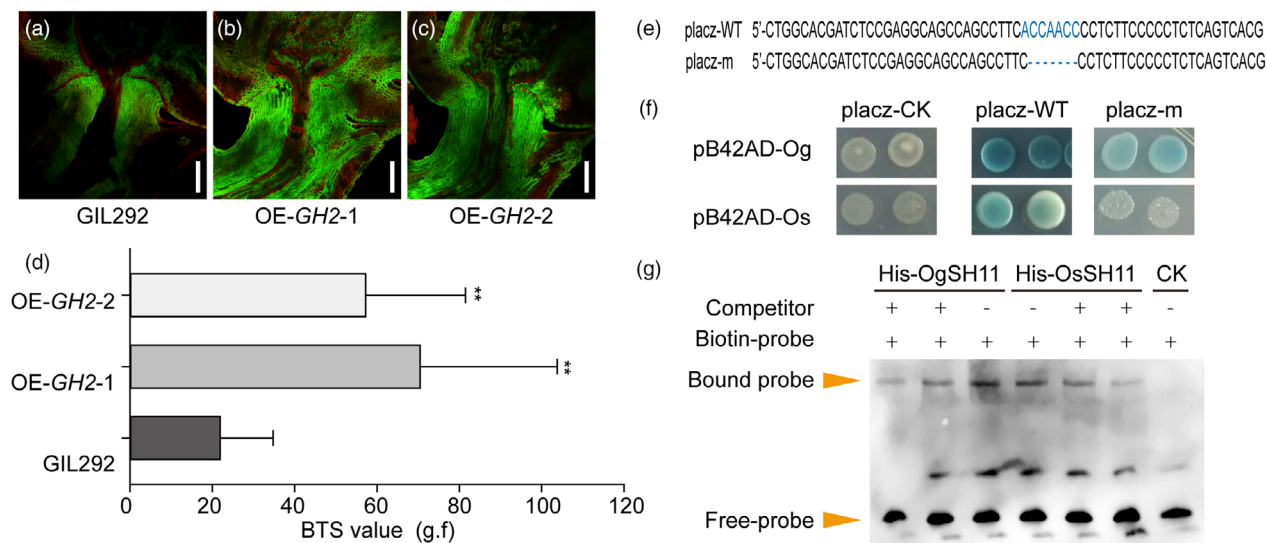 (a)
(b)
(c)
GIL292
OE-GH2-1
OE-GH2-2
(d)
OE-GH2-2
**
OE-GH2-1
**
GIL292
0 20 40 60 80 100 120
BTS value (g.f)
(e)
placz-WT 5'-CTGGCACGATCTCCGAGGCAGCCAGCCTTCACCAACCCCTCTTCCCCCTCTCAGTCACG
placz-m 5'-CTGGCACGATCTCCGAGGCAGCCAGCCTTC-------CCTCTTCCCCCTCTCAGTCACG
(f)
placz-CK placz-WT placz-m
pB42AD-Og
pB42AD-Os
(g)
His-OgSH11 His-OsSH11 CK
Competitor + + - - + + -
Biotin-probe + + + + + + +
Bound probe
Free-probe